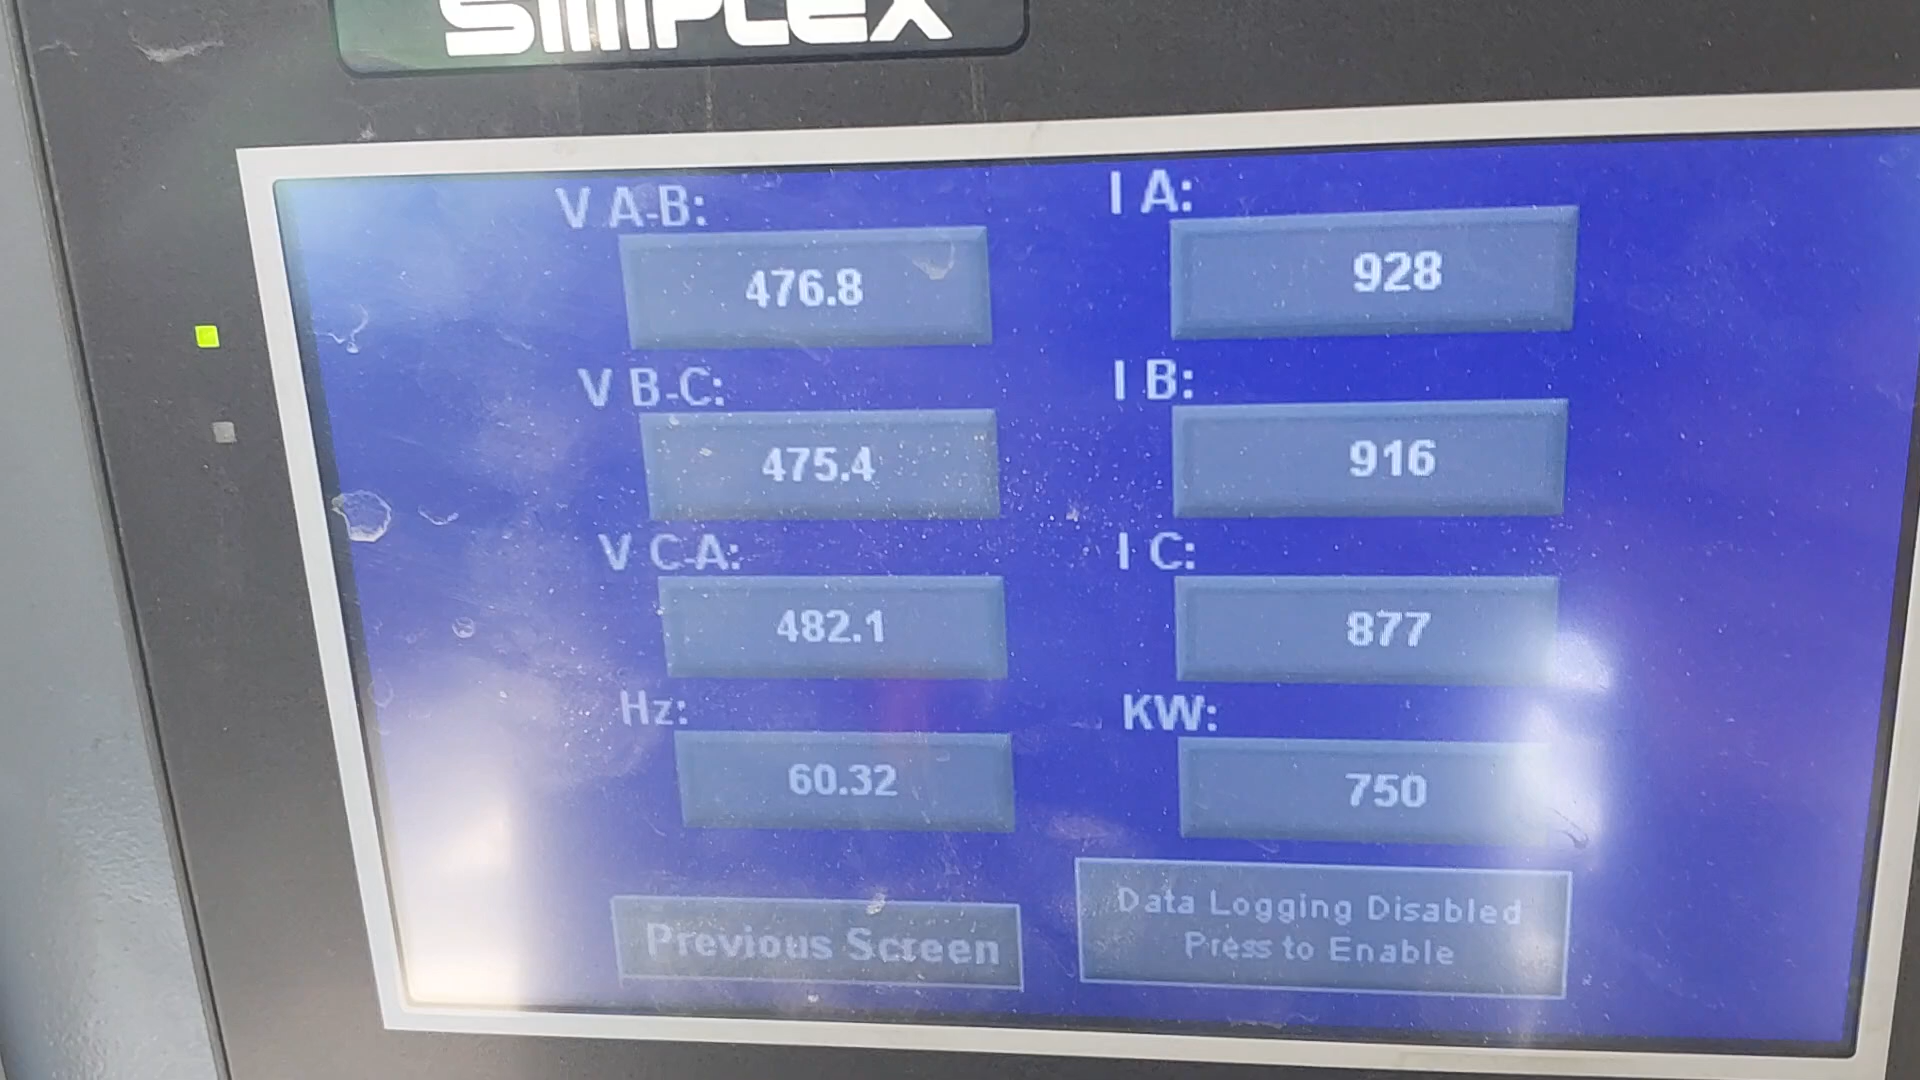 SIMPLEX
V A-B:
476.8
I A:
928
V B-C:
475.4
I B:
916
V C-A:
482.1
I C:
877
Hz:
60.32
KW:
750
Previous Screen
Data Logging Disabled
Press to Enable